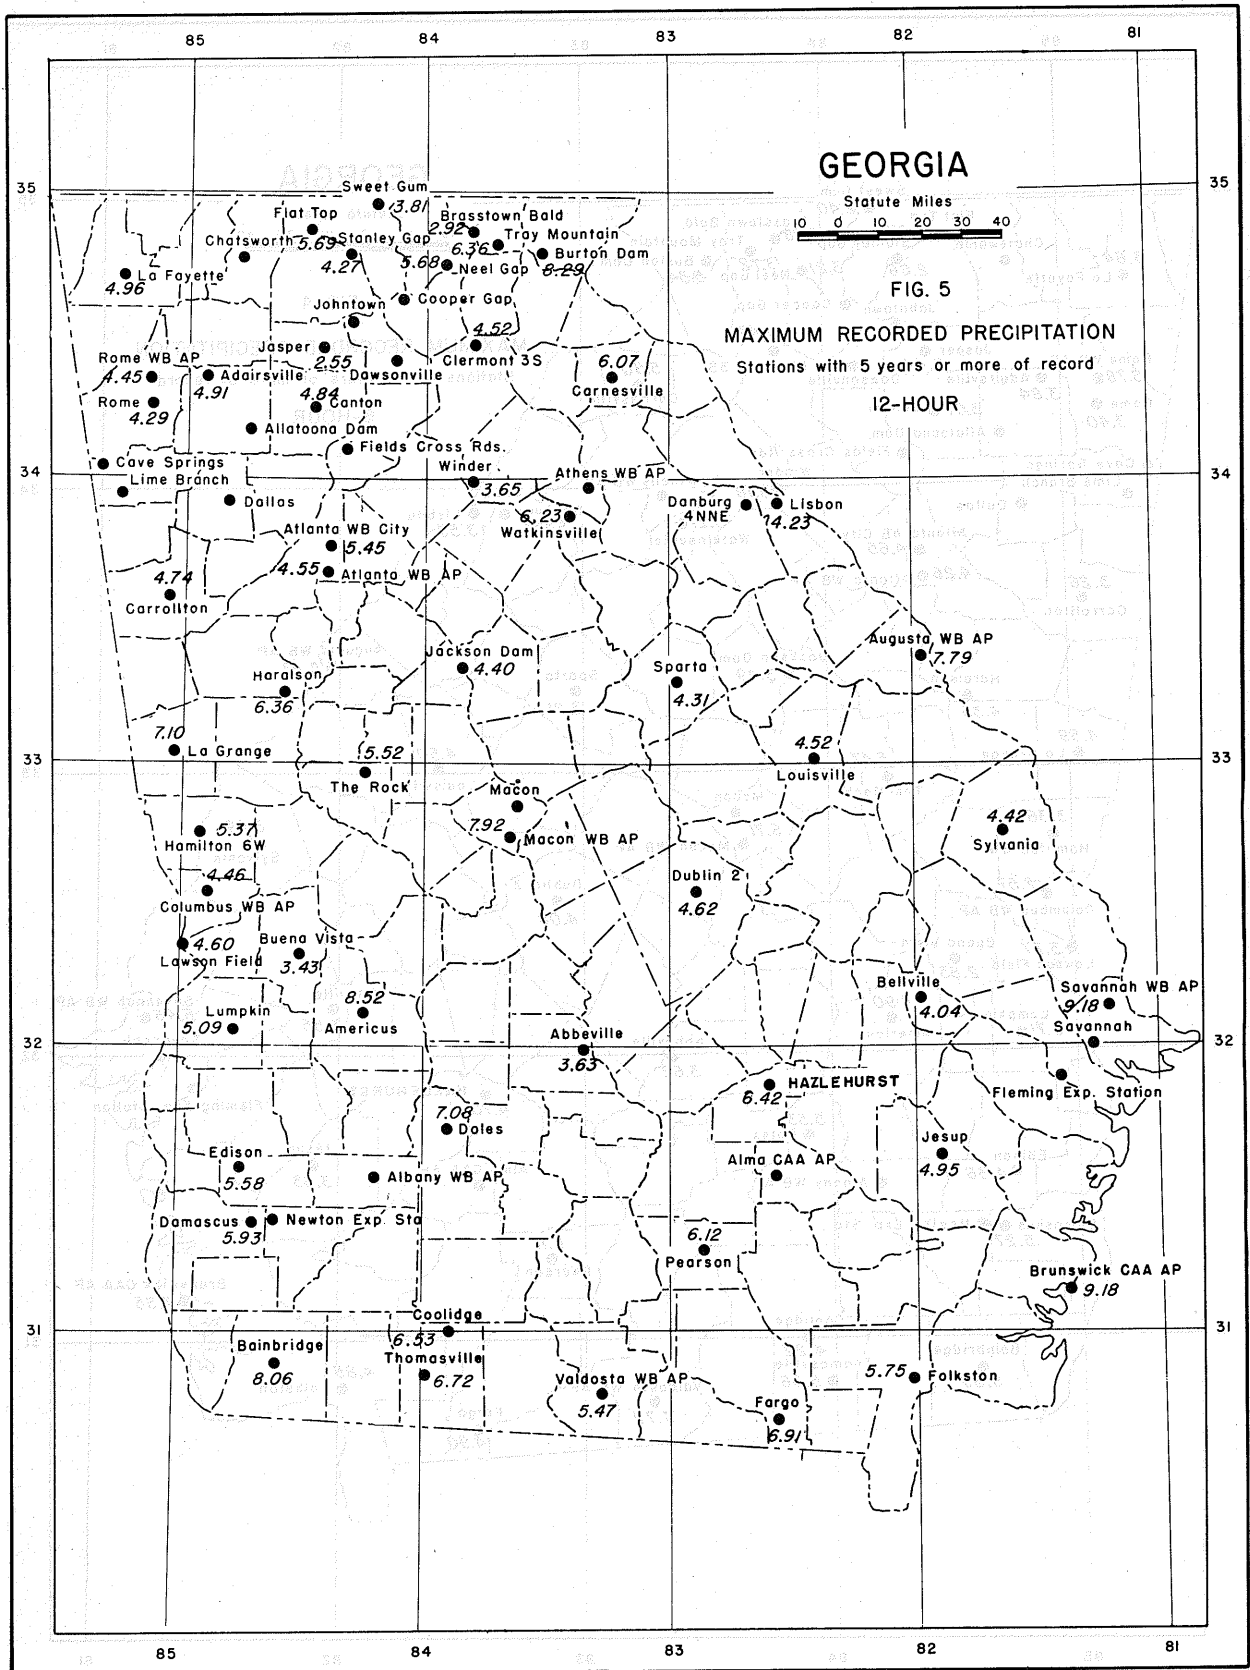 85 84 83 82 81
35 35
GEORGIA
Statute Miles
10 0 10 20 30 40
FIG. 5
MAXIMUM RECORDED PRECIPITATION
Stations with 5 years or more of record
12-HOUR
Sweet Gum
3.81
Flat Top
5.69
Brasstown Bald
2.92
Chatsworth
Stanley Gap
4.27
6.36
Tray Mountain
Burton Dam
8.29
5.68
Neel Gap
La Fayette
4.96
Cooper Gap
Johntown
4.52
Clermont 3S
Jasper
2.55
Dawsonville
Rome WB AP
4.45
Adairsville
4.91
6.07
Carnesville
Rome
4.29
4.84
Canton
Allatoona Dam
Fields Cross Rds.
34 34
Cave Springs
Lime Branch
Dallas
Winder
3.65
Athens WB AP
6.23
Watkinsville
Danburg
4NNE
Lisbon
4.23
Atlanta WB City
5.45
4.55
Atlanta WB AP
4.74
Carrollton
Augusta WB AP
7.79
Jackson Dam
4.40
Sparta
4.31
Haralson
6.36
7.10
La Grange
33 33
5.52
The Rock
4.52
Louisville
Macon
7.92
Macon WB AP
5.37
Hamilton 6W
4.42
Sylvania
4.46
Columbus WB AP
Dublin 2
4.62
4.60
Lawson Field
Buena Vista
3.43
Bellville
4.04
Savannah WB AP
9.18
Lumpkin
5.09
8.52
Americus
Abbeville
3.63
Savannah
32 32
HAZLEHURST
6.42
Fleming Exp. Station
7.08
Doles
Jesup
4.95
Edison
5.58
Albany WB AP
Alma CAA AP
Damascus
5.93
Newton Exp. Sta
6.12
Pearson
Brunswick CAA AP
9.18
31 31
Coolidge
6.53
Bainbridge
8.06
Thomasville
6.72
Valdosta WB AP
5.47
5.75
Folkston
Fargo
6.91
85 84 83 82 81